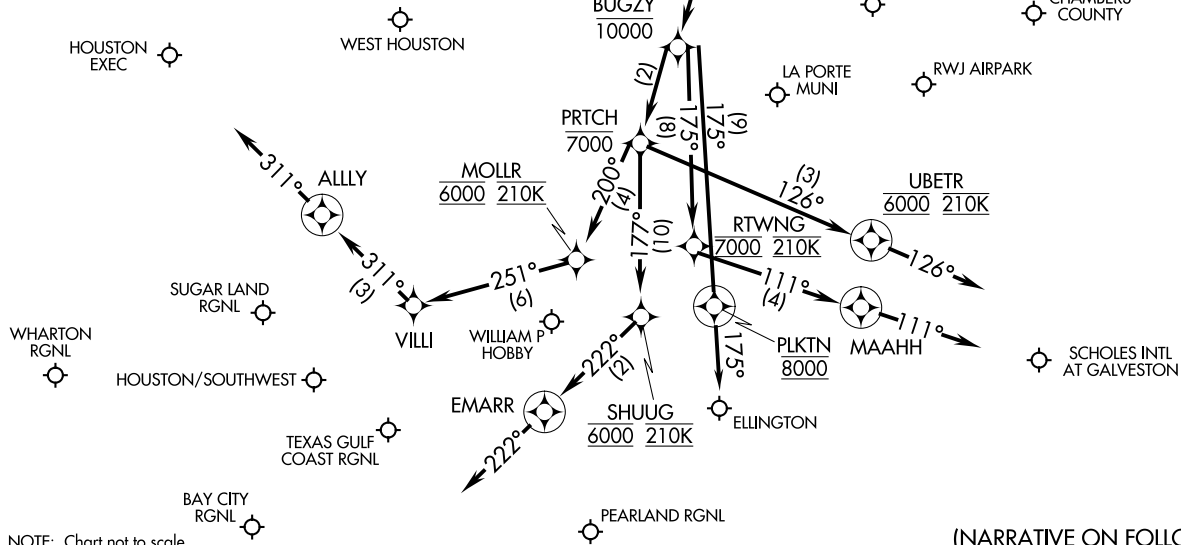 BUGZY
10000
CHAMBERS
COUNTY
HOUSTON
EXEC
WEST HOUSTON
LA PORTE
MUNI
RWJ AIRPARK
(2)
175°
(8)
175°
(9)
PRTCH
7000
311°
ALLLY
MOLLR
6000 210K
200°
(4)
177°
(10)
(3)
126°
UBETR
6000 210K
126°
RTWNG
7000 210K
311°
(3)
251°
(6)
111°
(4)
111°
SUGAR LAND
RGNL
VILLI
WILLIAM P
HOBBY
WHARTON
RGNL
HOUSTON/SOUTHWEST
222°
(2)
PLKTN
8000
175°
MAAHH
SCHOLES INTL
AT GALVESTON
EMARR
222°
SHUUG
6000 210K
ELLINGTON
TEXAS GULF
COAST RGNL
BAY CITY
RGNL
PEARLAND RGNL
NOTE: Chart not to scale
(NARRATIVE ON FOLLO